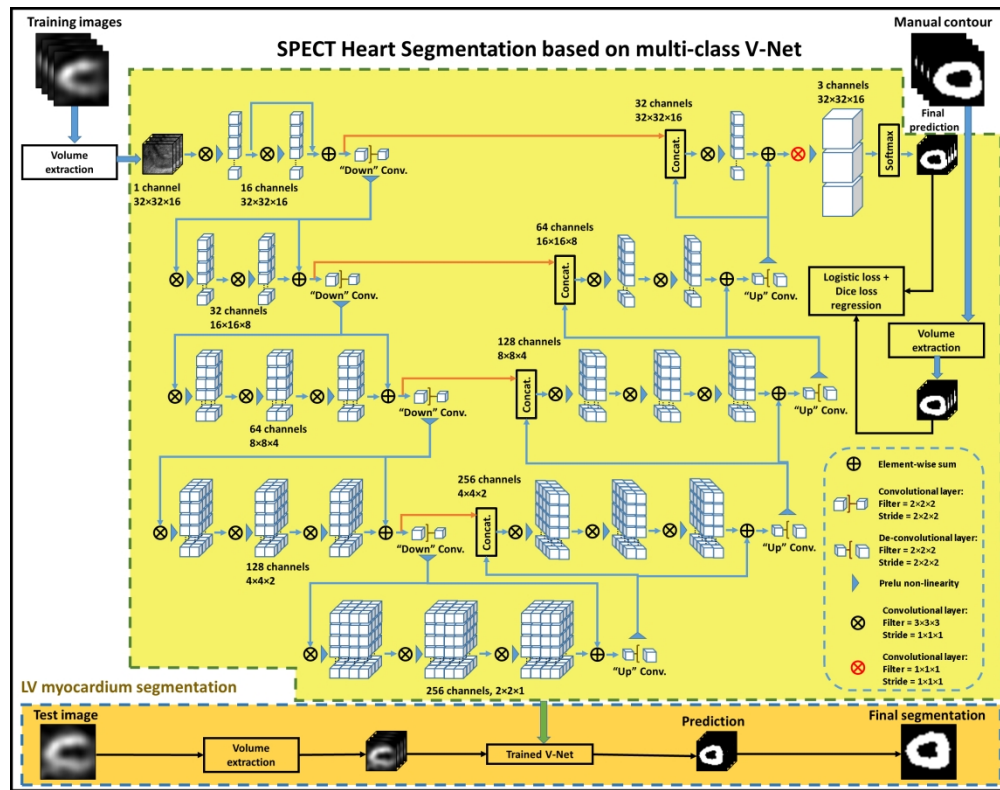 Training images
Manual contour
SPECT Heart Segmentation based on multi-class V-Net
Volume
extraction
1 channel
32×32×16
16 channels
32×32×16
"Down" Conv.
32 channels
32×32×16
Concat.
3 channels
32×32×16
Softmax
Final
prediction
32 channels
16×16×8
"Down" Conv.
64 channels
16×16×8
Concat.
"Up" Conv.
Logistic loss +
Dice loss
regression
Volume
extraction
64 channels
8×8×4
"Down" Conv.
128 channels
8×8×4
Concat.
"Up" Conv.
128 channels
4×4×2
"Down" Conv.
256 channels
4×4×2
Concat.
"Up" Conv.
256 channels, 2×2×1
"Up" Conv.
Element-wise sum
Convolutional layer:
Filter = 2×2×2
Stride = 2×2×2
De-convolutional layer:
Filter = 2×2×2
Stride = 2×2×2
Prelu non-linearity
Convolutional layer:
Filter = 3×3×3
Stride = 1×1×1
Convolutional layer:
Filter = 1×1×1
Stride = 1×1×1
LV myocardium segmentation
Test image
Volume
extraction
Trained V-Net
Prediction
Final segmentation